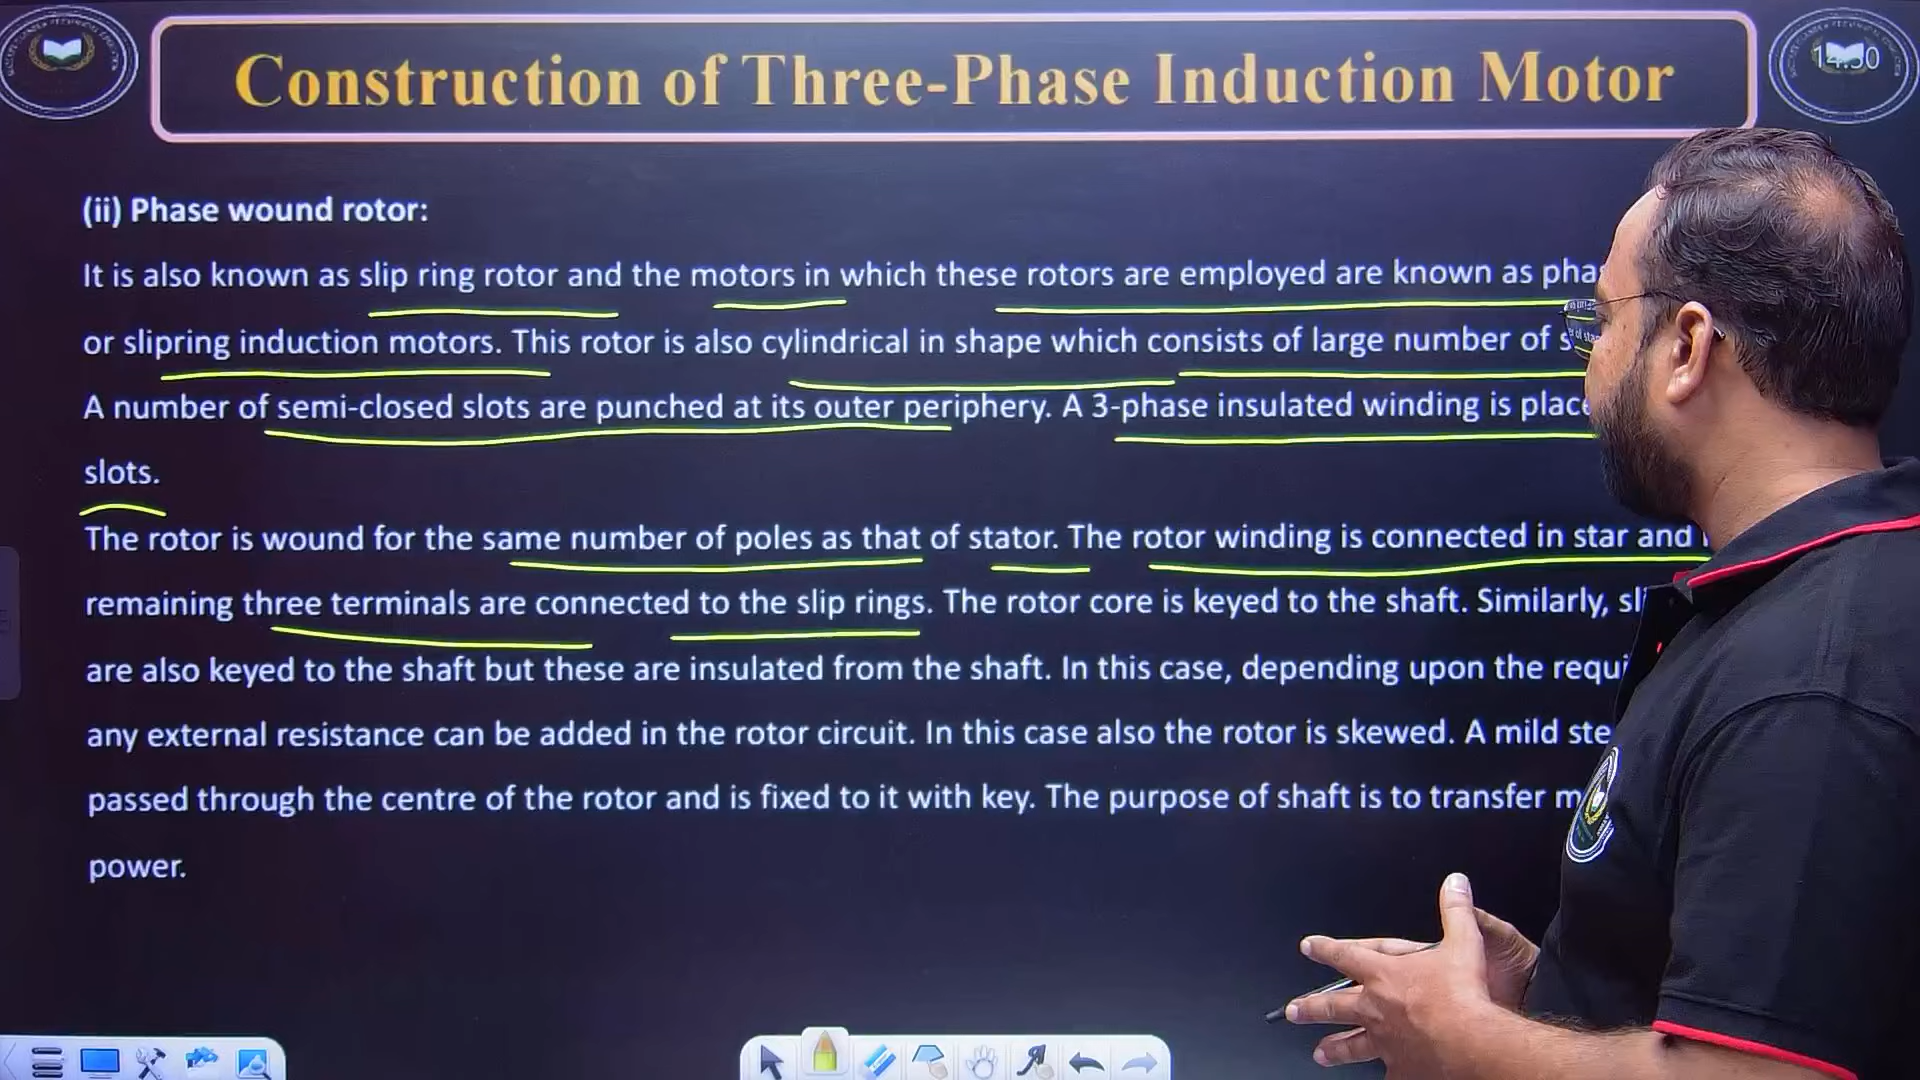 Construction of Three-Phase Induction Motor
(ii) Phase wound rotor:
It is also known as slip ring rotor and the motors in which these rotors are employed are known as
or slipring induction motors. This rotor is also cylindrical in shape which consists of large number of
A number of semi-closed slots are punched at its outer periphery. A 3-phase insulated winding is
slots.
The rotor is wound for the same number of poles as that of stator. The rotor winding is connected in star and
remaining three terminals are connected to the slip rings. The rotor core is keyed to the shaft. Similarly,
are also keyed to the shaft but these are insulated from the shaft. In this case, depending upon the
any external resistance can be added in the rotor circuit. In this case also the rotor is skewed. A mild
passed through the centre of the rotor and is fixed to it with key. The purpose of shaft is to transfer
power.